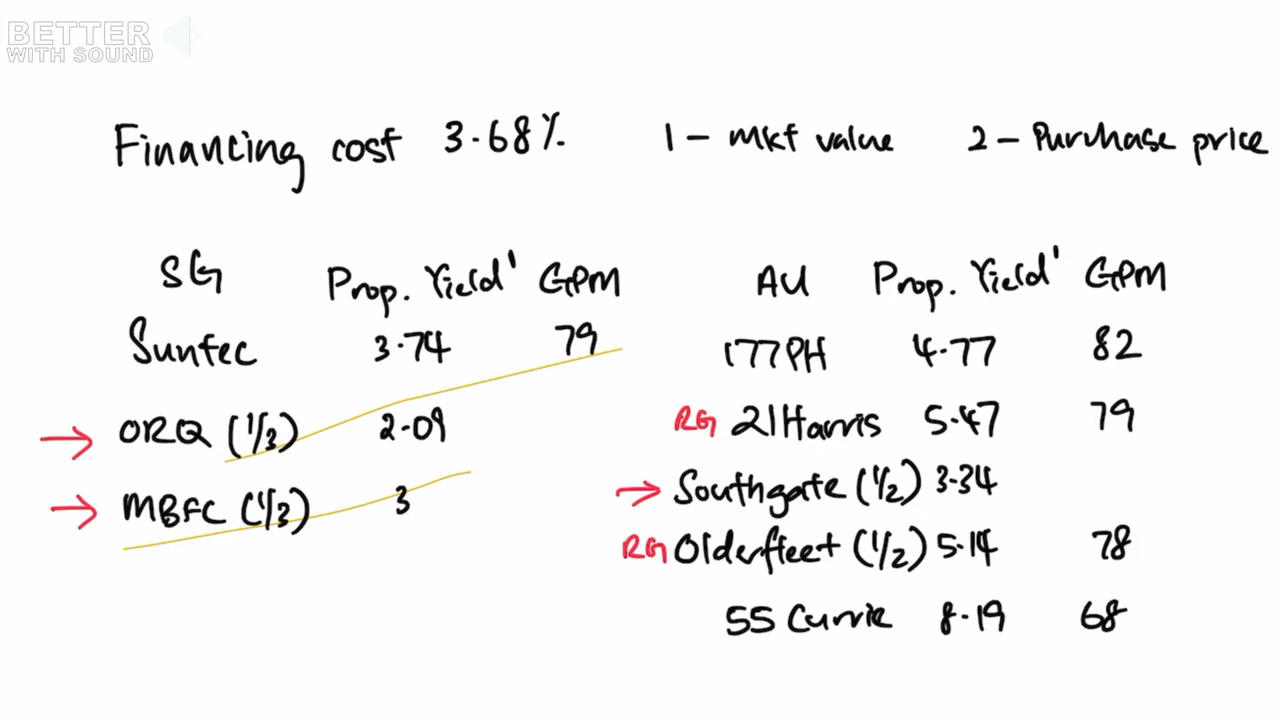 BETTER
WITH SOUND
Financing cost 3.68% 1 - Mkt value 2 - Purchase price
SG Prop. Yield¹ GPM
Suntec 3.74 79
→ ORQ (1/3) 2.09
→ MBFC (1/3) 3
AU Prop. Yield¹ GPM
177PH 4.77 82
RG 21Harris 5.47 79
→ Southgate (1/2) 3.34
RG Olderfleet (1/2) 5.14 78
55 Currie 8.19 68